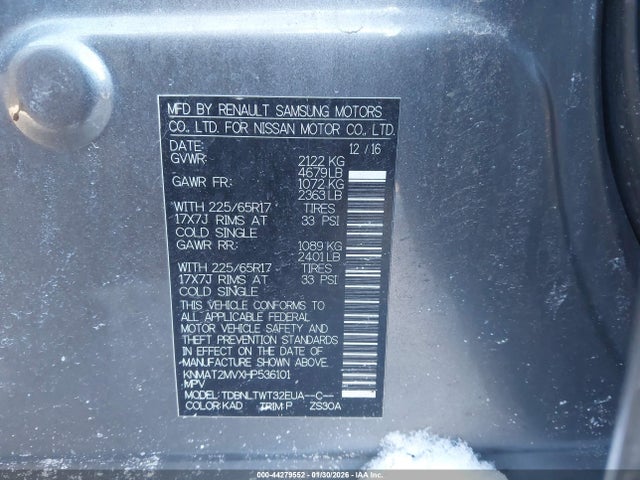 MFD BY RENAULT SAMSUNG MOTORS
CO., LTD. FOR NISSAN MOTOR CO., LTD.
DATE: 12 / 16
GVWR: 2122 KG
4679 LB
GAWR FR: 1072 KG
2363 LB
WITH 225/65R17 TIRES
17X7J RIMS AT 33 PSI
COLD SINGLE
GAWR RR: 1089 KG
2401 LB
WITH 225/65R17 TIRES
17X7J RIMS AT 33 PSI
COLD SINGLE
THIS VEHICLE CONFORMS TO
ALL APPLICABLE FEDERAL
MOTOR VEHICLE SAFETY AND
THEFT PREVENTION STANDARDS
IN EFFECT ON THE DATE OF
MANUFACTURE SHOWN ABOVE.
KNMAT2MVXHP536101
MPV
MODEL: TDBNLTWT32EUA--C--
COLOR: KAD TRIM: P ZS30A
000-44279552 - 01/30/2026 - IAAI.COM